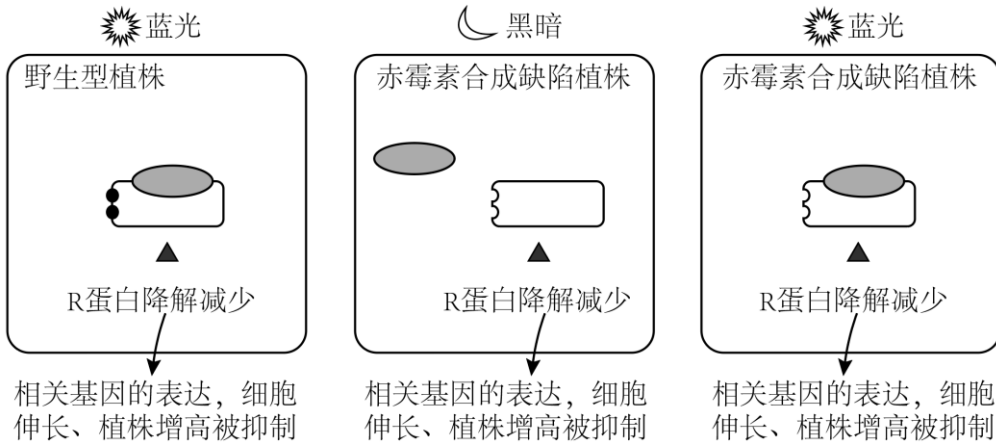 蓝光
野生型植株
R蛋白降解减少
相关基因的表达，细胞
伸长、植株增高被抑制
黑暗
赤霉素合成缺陷植株
R蛋白降解减少
相关基因的表达，细胞
伸长、植株增高被抑制
蓝光
赤霉素合成缺陷植株
R蛋白降解减少
相关基因的表达，细胞
伸长、植株增高被抑制